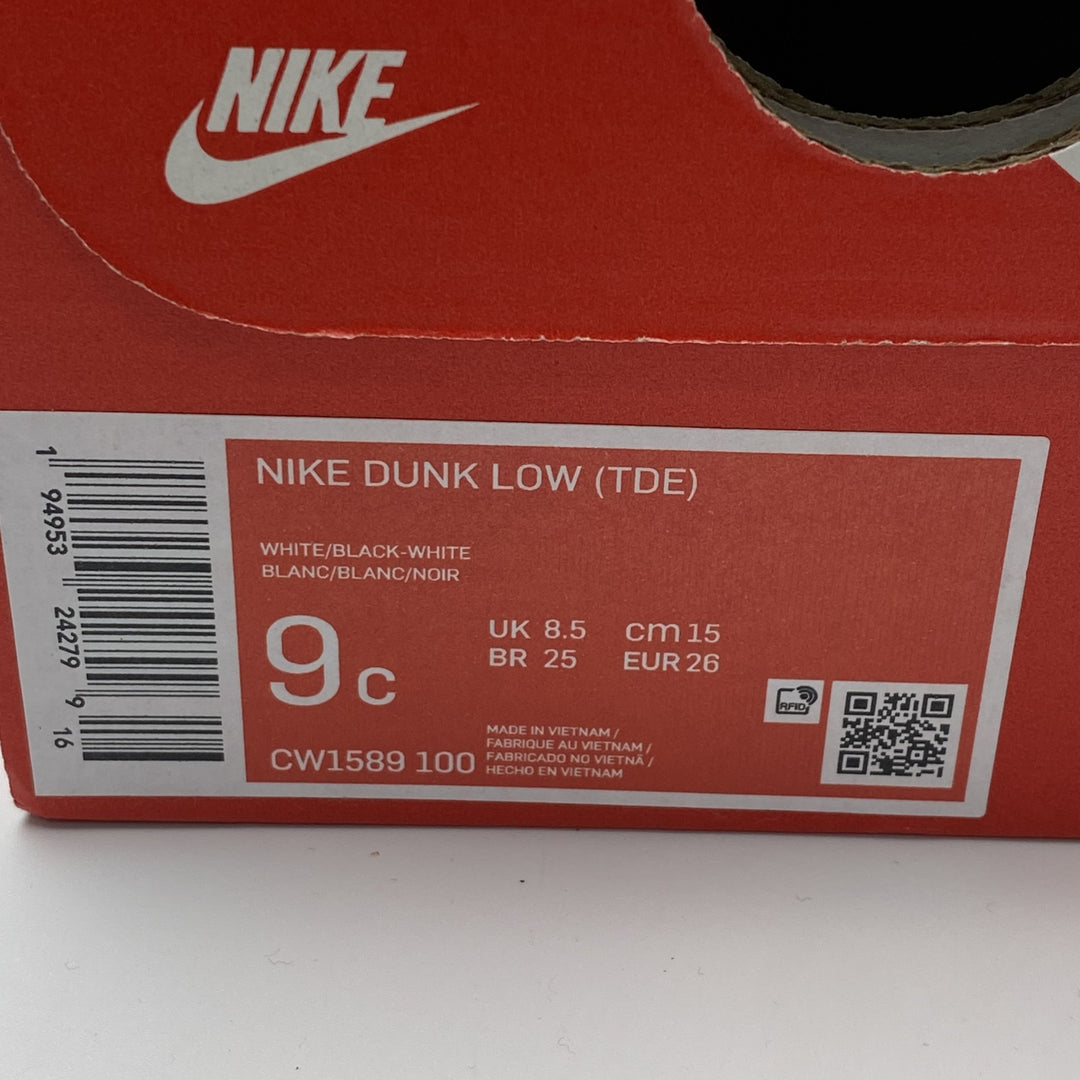 NIKE
NIKE DUNK LOW (TDE)
WHITE/BLACK-WHITE
BLANC/BLANC/NOIR
9 C
UK 8.5 cm 15
BR 25 EUR 26
CW1589 100
MADE IN VIETNAM /
FABRIQUE AU VIETNAM /
FABRICADO NO VIETNÃ /
HECHO EN VIETNAM
RFID
1 94953 24279 9 16